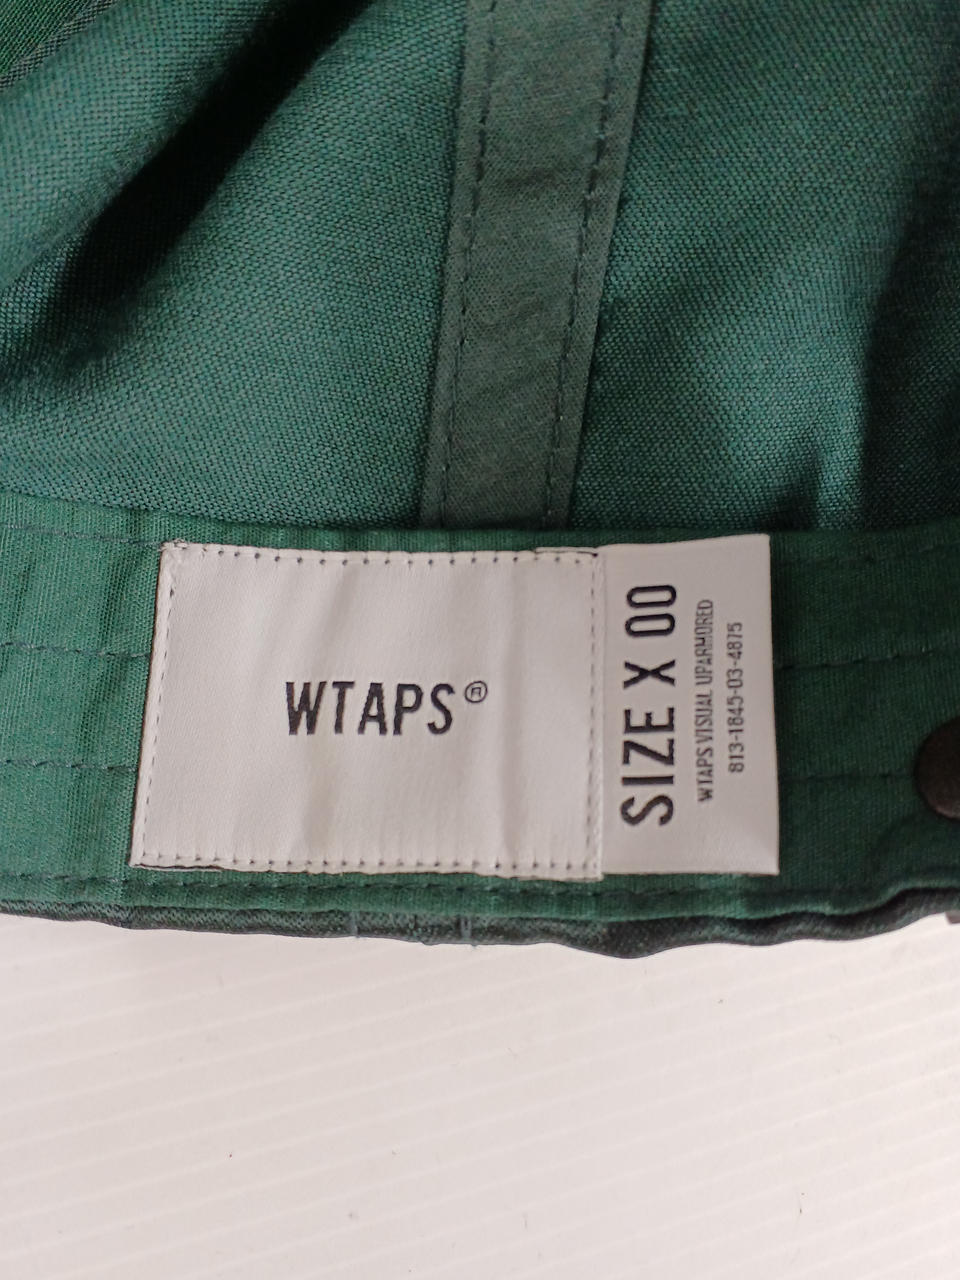 WTAPS®
SIZE X 00
WTAPS VISUAL UPARMORED
813-1845-03-4875